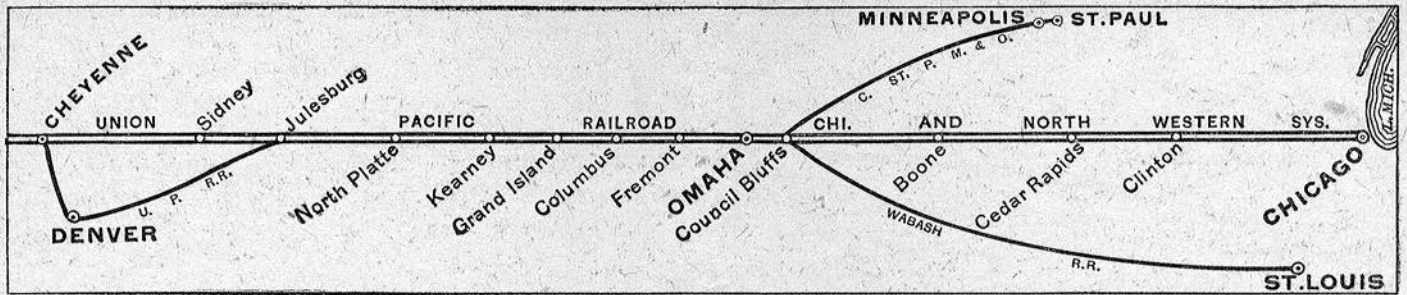 MINNEAPOLIS ST. PAUL
C. ST. P. M. & O.
L. MICH.
CHEYENNE
UNION PACIFIC RAILROAD CHI. AND NORTH WESTERN SYS.
Sidney
Julesburg
U. P. R.R.
DENVER
North Platte
Kearney
Grand Island
Columbus
Fremont
OMAHA
Council Bluffs
Boone
Cedar Rapids
Clinton
CHICAGO
WABASH R.R.
ST. LOUIS